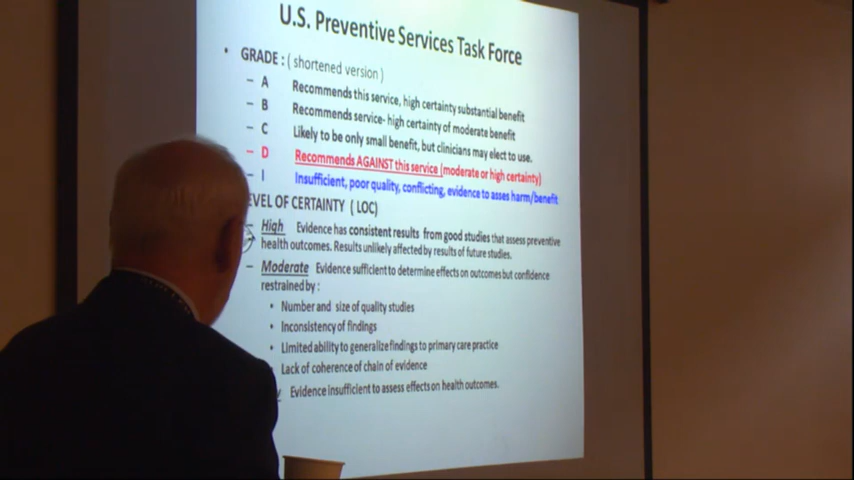 U.S. Preventive Services Task Force
• GRADE : ( shortened version )
– A Recommends this service, high certainty substantial benefit
– B Recommends service- high certainty of moderate benefit
– C Likely to be only small benefit, but clinicians may elect to use.
– D Recommends AGAINST this service (moderate or high certainty)
– I Insufficient, poor quality, conflicting, evidence to asses harm/benefit
EVEL OF CERTAINTY ( LOC)
– High Evidence has consistent results from good studies that assess preventive
health outcomes. Results unlikely affected by results of future studies.
– Moderate Evidence sufficient to determine effects on outcomes but confidence
restrained by :
• Number and size of quality studies
• Inconsistency of findings
• Limited ability to generalize findings to primary care practice
• Lack of coherence of chain of evidence
Evidence insufficient to assess effects on health outcomes.